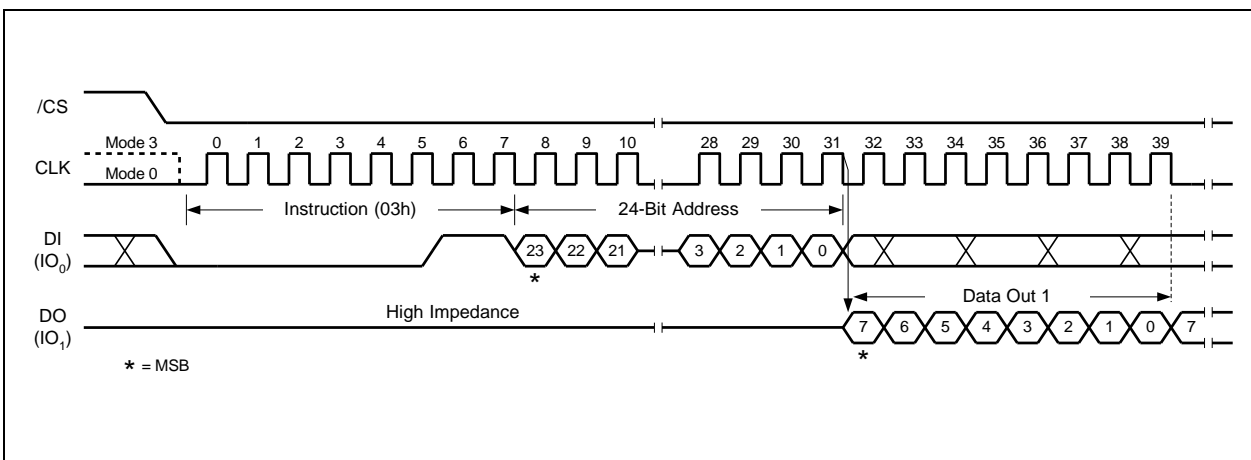 /CS
Mode 3
0 1 2 3 4 5 6 7 8 9 10 28 29 30 31 32 33 34 35 36 37 38 39
CLK
Mode 0
Instruction (03h) 24-Bit Address
DI
(IO0)
23 22 21 3 2 1 0
*
High Impedance Data Out 1
DO
(IO1)
7 6 5 4 3 2 1 0 7
*
* = MSB